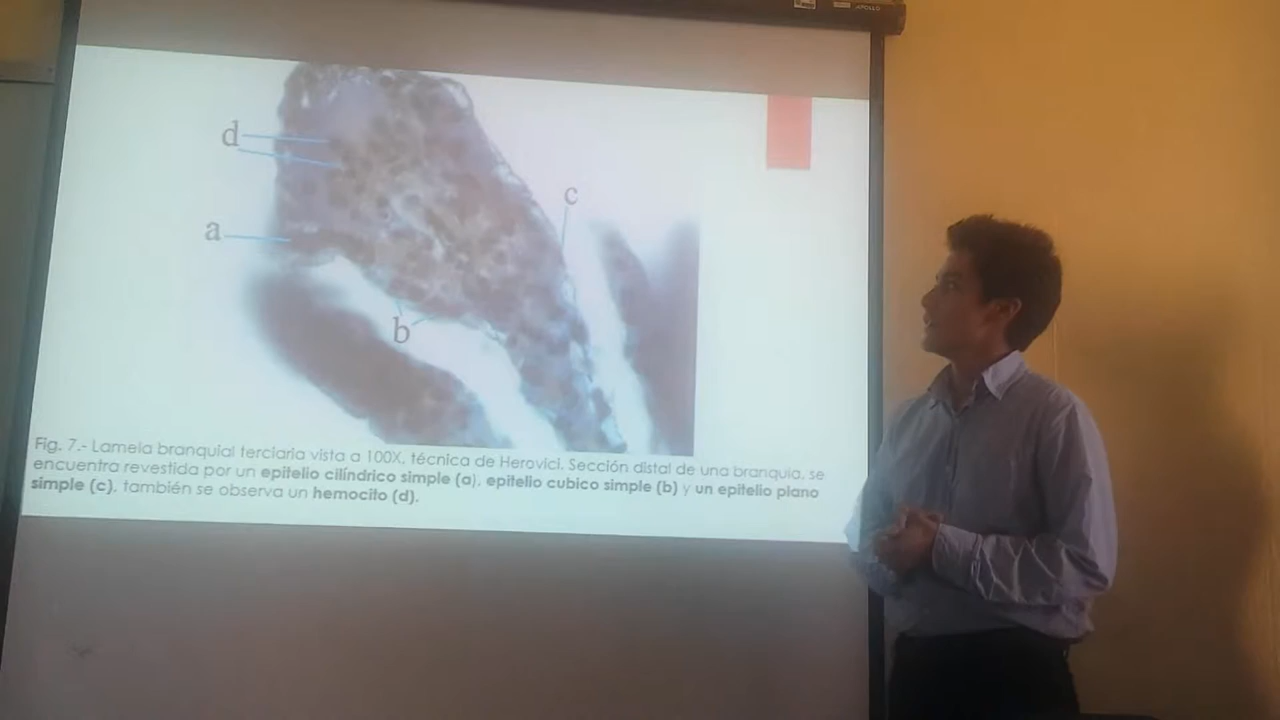 APOLLO
d
c
a
b
Fig. 7.- Lamela branquial terciaria vista a 100X, técnica de Herovici. Sección distal de una branquia, se
encuentra revestida por un epitelio cilíndrico simple (a), epitelio cubico simple (b) y un epitelio plano
simple (c), también se observa un hemocito (d).